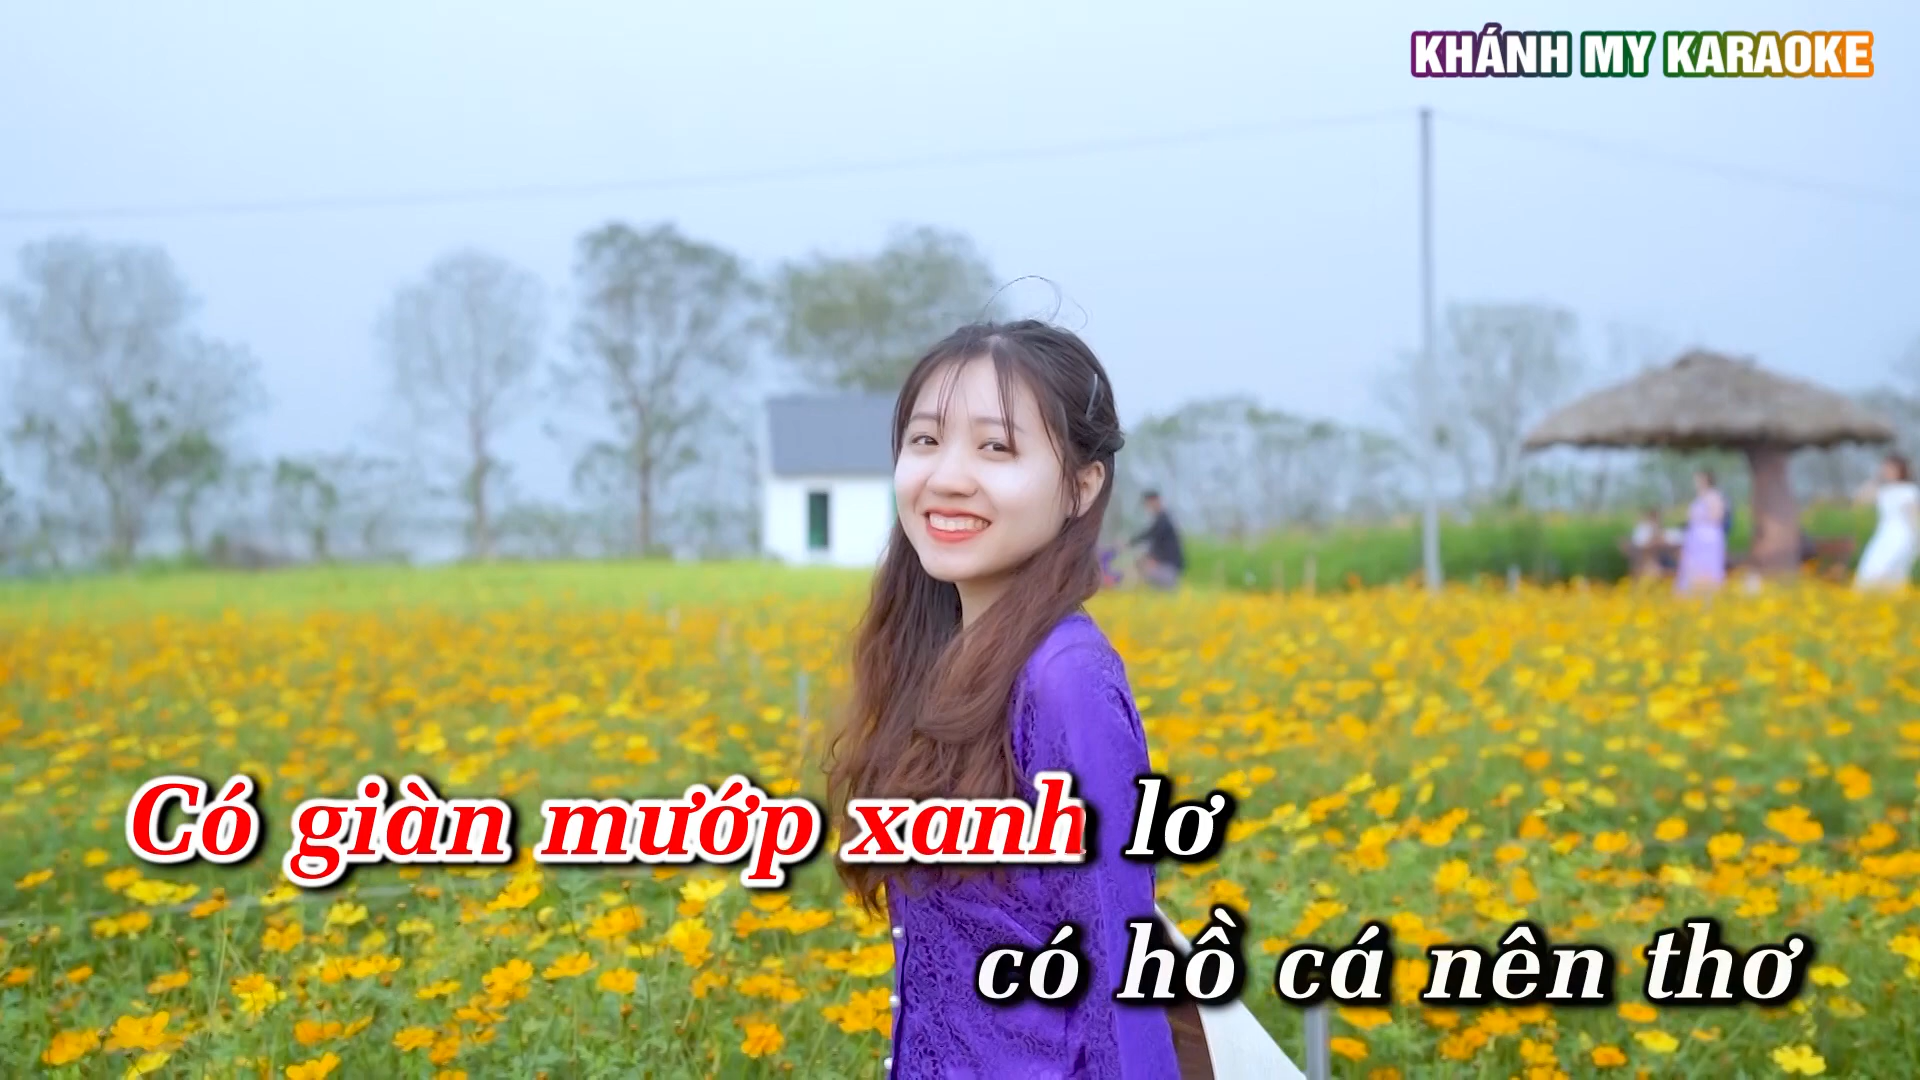 KHÁNH MY KARAOKE
Có giàn mướp xanh lơ
có hồ cá nên thơ